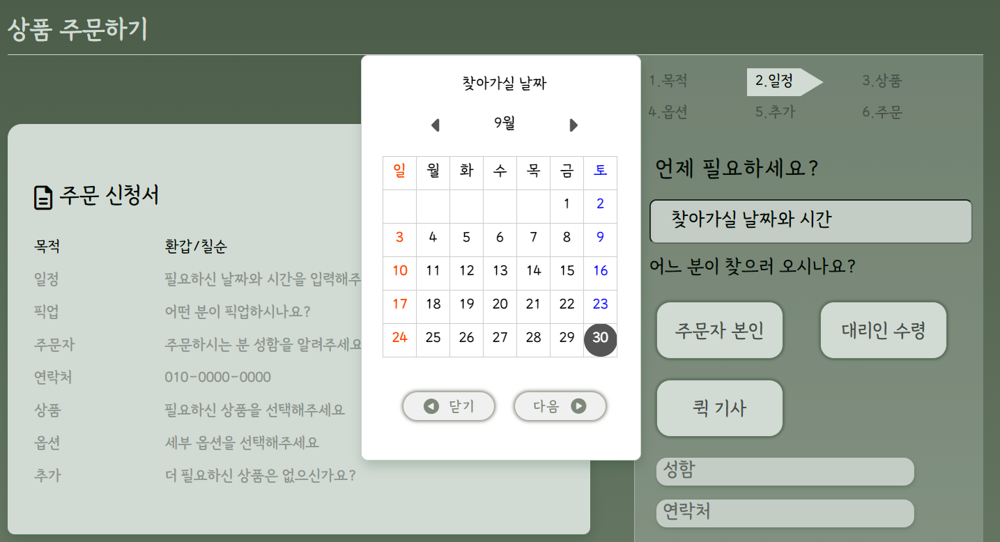 상품 주문하기
1.목적 2.일정 3.상품
4.옵션 5.추가 6.주문
주문 신청서
목적 환갑/칠순
일정 필요하신 날짜와 시간을 입력해주
픽업 어떤 분이 픽업하시나요?
주문자 주문하시는 분 성함을 알려주세요
연락처 010-0000-0000
상품 필요하신 상품을 선택해주세요
옵션 세부 옵션을 선택해주세요
추가 더 필요하신 상품은 없으신가요?
찾아가실 날짜
9월
일 월 화 수 목 금 토
1 2
3 4 5 6 7 8 9
10 11 12 13 14 15 16
17 18 19 20 21 22 23
24 25 26 27 28 29 30
닫기 다음
언제 필요하세요?
찾아가실 날짜와 시간
어느 분이 찾으러 오시나요?
주문자 본인 대리인 수령
퀵 기사
성함
연락처